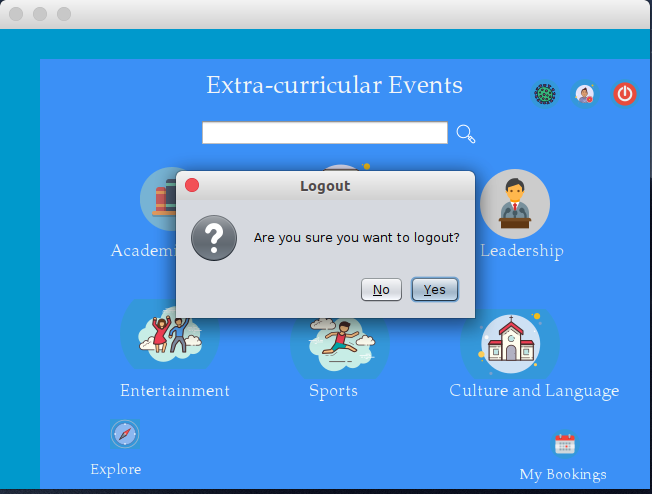 Extra-curricular Events
Logout
Are you sure you want to logout?
No
Yes
Leadership
Entertainment
Sports
Culture and Language
Explore
My Bookings